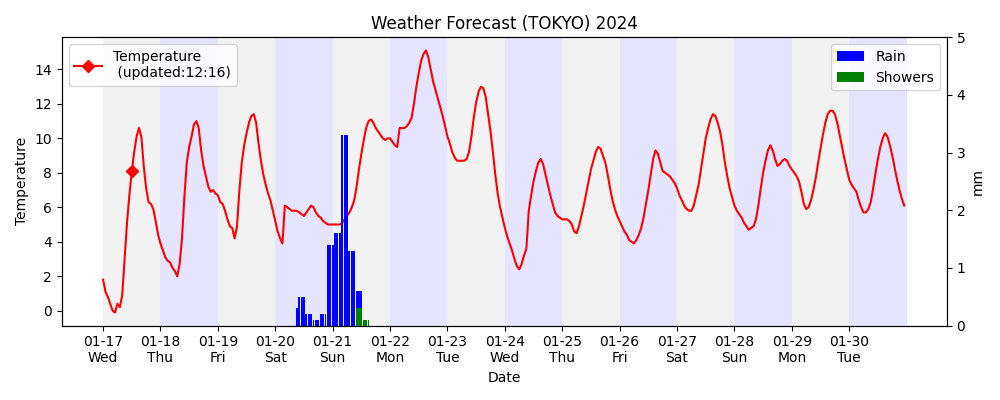 Weather Forecast (TOKYO) 2024
Temperature
(updated:12:16)
Rain
Showers
Temperature
14
12
10
8
6
4
2
0
5
4
3
2
1
0
mm
01-17 01-18 01-19 01-20 01-21 01-22 01-23 01-24 01-25 01-26 01-27 01-28 01-29 01-30
Wed Thu Fri Sat Sun Mon Tue Wed Thu Fri Sat Sun Mon Tue
Date